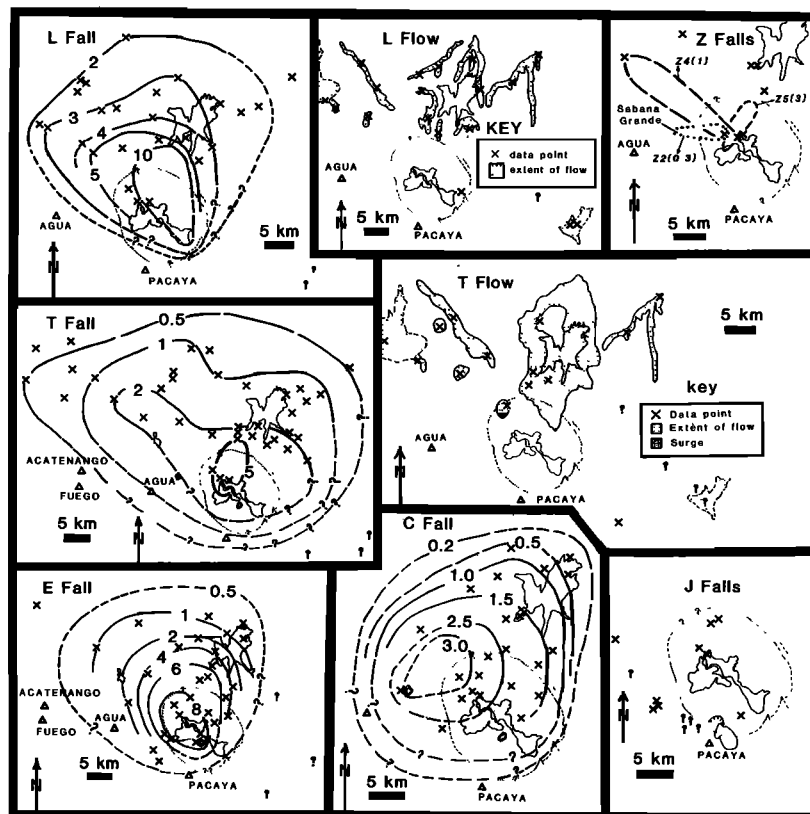 L Fall
2
3
4
10
5
AGUA
5 km
N
PACAYA
L Flow
KEY
× data point
extent of flow
AGUA
N
PACAYA
5 km
Z Falls
Z4(1)
Z5(3)
Sabana
Grande
Z2(0.3)
AGUA
N
PACAYA
5 km
T Fall
0.5
1
2
5
ACATENANGO
FUEGO
AGUA
5 km
N
T Flow
5 km
key
× Data point
Extent of flow
Surge
AGUA
N
PACAYA
E Fall
0.5
1
2
4
6
8
ACATENANGO
FUEGO
AGUA
5 km
N
PACAYA
C Fall
0.2
0.5
1.0
1.5
2.5
3.0
N
5 km
PACAYA
J Falls
N
PACAYA
5 km